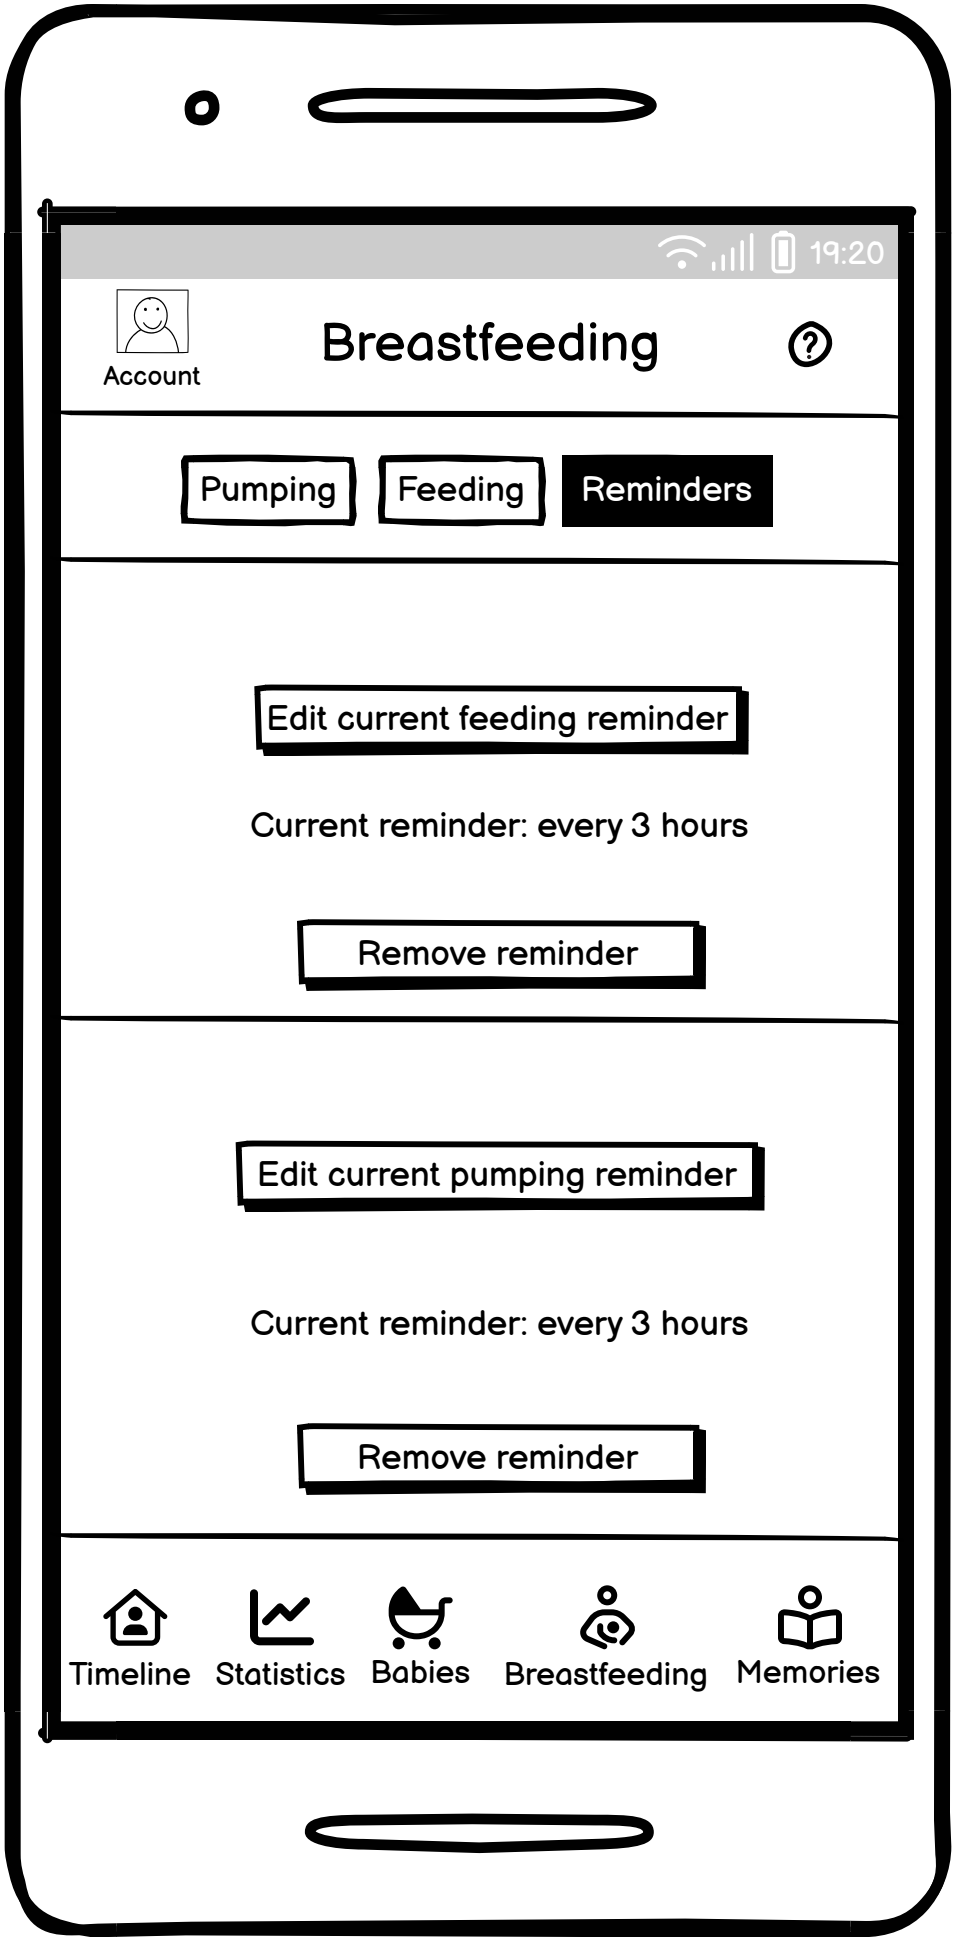 19:20
Account
Breastfeeding
?
Pumping Feeding Reminders
Edit current feeding reminder
Current reminder: every 3 hours
Remove reminder
Edit current pumping reminder
Current reminder: every 3 hours
Remove reminder
Timeline Statistics Babies Breastfeeding Memories